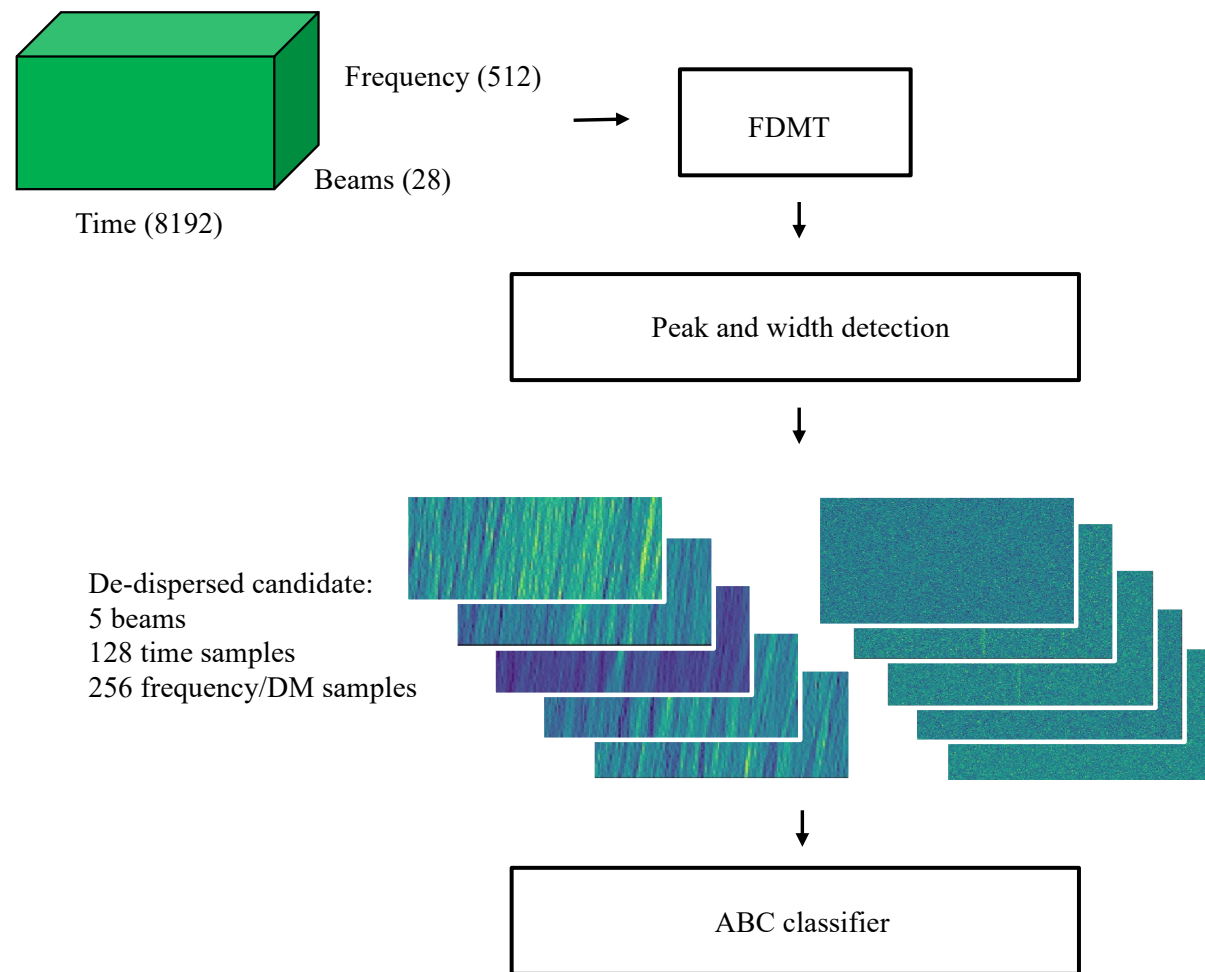 Frequency (512)
FDMT
Beams (28)
Time (8192)
Peak and width detection
De-dispersed candidate:
5 beams
128 time samples
256 frequency/DM samples
ABC classifier